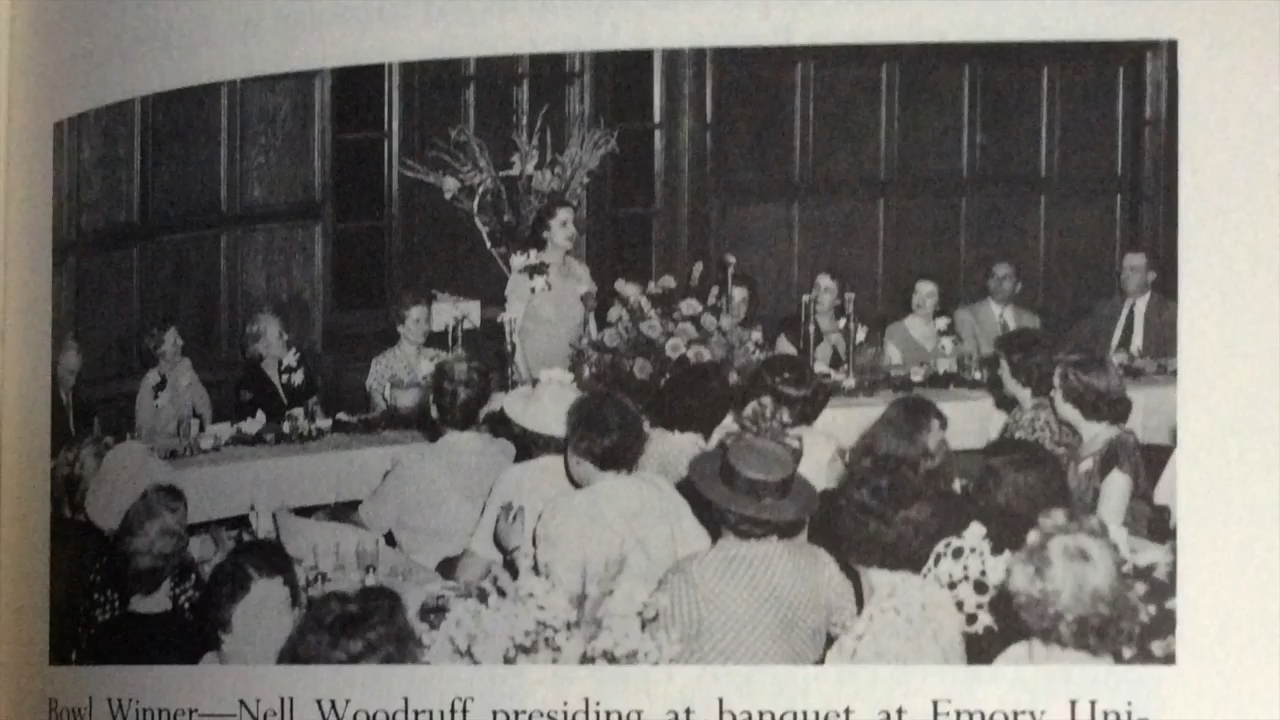 Bowl Winner—Nell Woodruff presiding at banquet at Emory Uni-